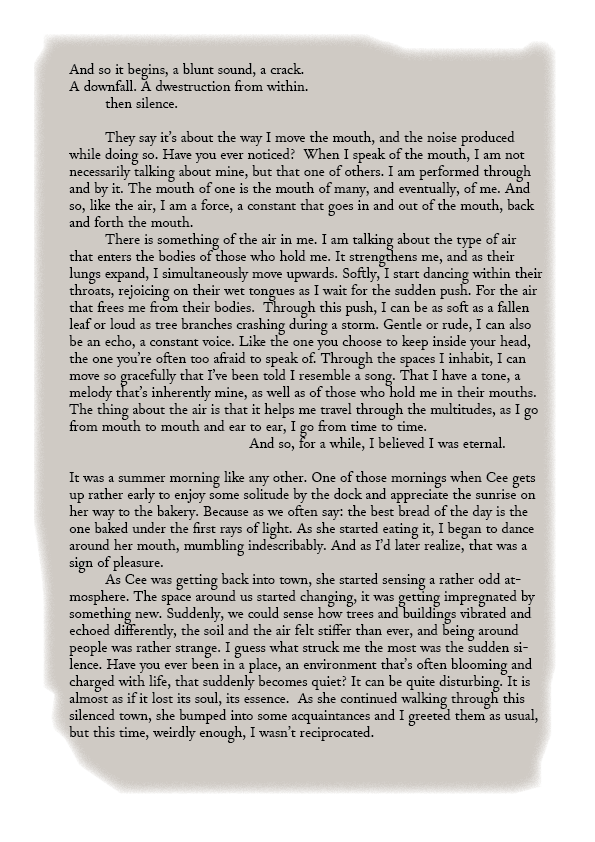 And so it begins, a blunt sound, a crack.
A downfall. A dwestruction from within.
then silence.
They say it's about the way I move the mouth, and the noise produced
while doing so. Have you ever noticed?  When I speak of the mouth, I am not
necessarily talking about mine, but that one of others. I am performed through
and by it. The mouth of one is the mouth of many, and eventually, of me. And
so, like the air, I am a force, a constant that goes in and out of the mouth, back
and forth the mouth.
There is something of the air in me. I am talking about the type of air
that enters the bodies of those who hold me. It strengthens me, and as their
lungs expand, I simultaneously move upwards. Softly, I start dancing within their
throats, rejoicing on their wet tongues as I wait for the sudden push. For the air
that frees me from their bodies.  Through this push, I can be as soft as a fallen
leaf or loud as tree branches crashing during a storm. Gentle or rude, I can also
be an echo, a constant voice. Like the one you choose to keep inside your head,
the one you're often too afraid to speak of. Through the spaces I inhabit, I can
move so gracefully that I've been told I resemble a song. That I have a tone, a
melody that's inherently mine, as well as of those who hold me in their mouths.
The thing about the air is that it helps me travel through the multitudes, as I go
from mouth to mouth and ear to ear, I go from time to time.
And so, for a while, I believed I was eternal.
It was a summer morning like any other. One of those mornings when Cee gets
up rather early to enjoy some solitude by the dock and appreciate the sunrise on
her way to the bakery. Because as we often say: the best bread of the day is the
one baked under the first rays of light. As she started eating it, I began to dance
around her mouth, mumbling indescribably. And as I'd later realize, that was a
sign of pleasure.
As Cee was getting back into town, she started sensing a rather odd at-
mosphere. The space around us started changing, it was getting impregnated by
something new. Suddenly, we could sense how trees and buildings vibrated and
echoed differently, the soil and the air felt stiffer than ever, and being around
people was rather strange. I guess what struck me the most was the sudden si-
lence. Have you ever been in a place, an environment that's often blooming and
charged with life, that suddenly becomes quiet? It can be quite disturbing. It is
almost as if it lost its soul, its essence.  As she continued walking through this
silenced town, she bumped into some acquaintances and I greeted them as usual,
but this time, weirdly enough, I wasn't reciprocated.